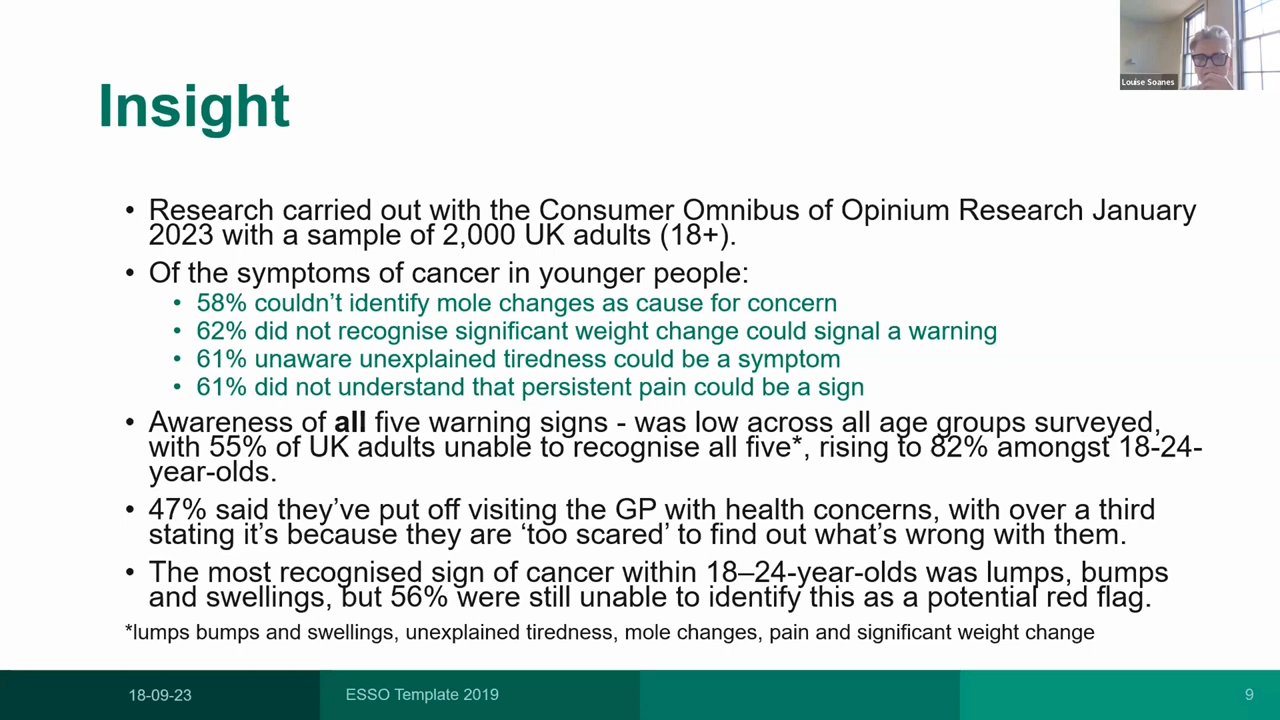 Louise Soanes
Insight
• Research carried out with the Consumer Omnibus of Opinium Research January
2023 with a sample of 2,000 UK adults (18+).
• Of the symptoms of cancer in younger people:
• 58% couldn’t identify mole changes as cause for concern
• 62% did not recognise significant weight change could signal a warning
• 61% unaware unexplained tiredness could be a symptom
• 61% did not understand that persistent pain could be a sign
• Awareness of all five warning signs - was low across all age groups surveyed,
with 55% of UK adults unable to recognise all five*, rising to 82% amongst 18-24-
year-olds.
• 47% said they’ve put off visiting the GP with health concerns, with over a third
stating it’s because they are ‘too scared’ to find out what’s wrong with them.
• The most recognised sign of cancer within 18–24-year-olds was lumps, bumps
and swellings, but 56% were still unable to identify this as a potential red flag.
*lumps bumps and swellings, unexplained tiredness, mole changes, pain and significant weight change
18-09-23
ESSO Template 2019
9